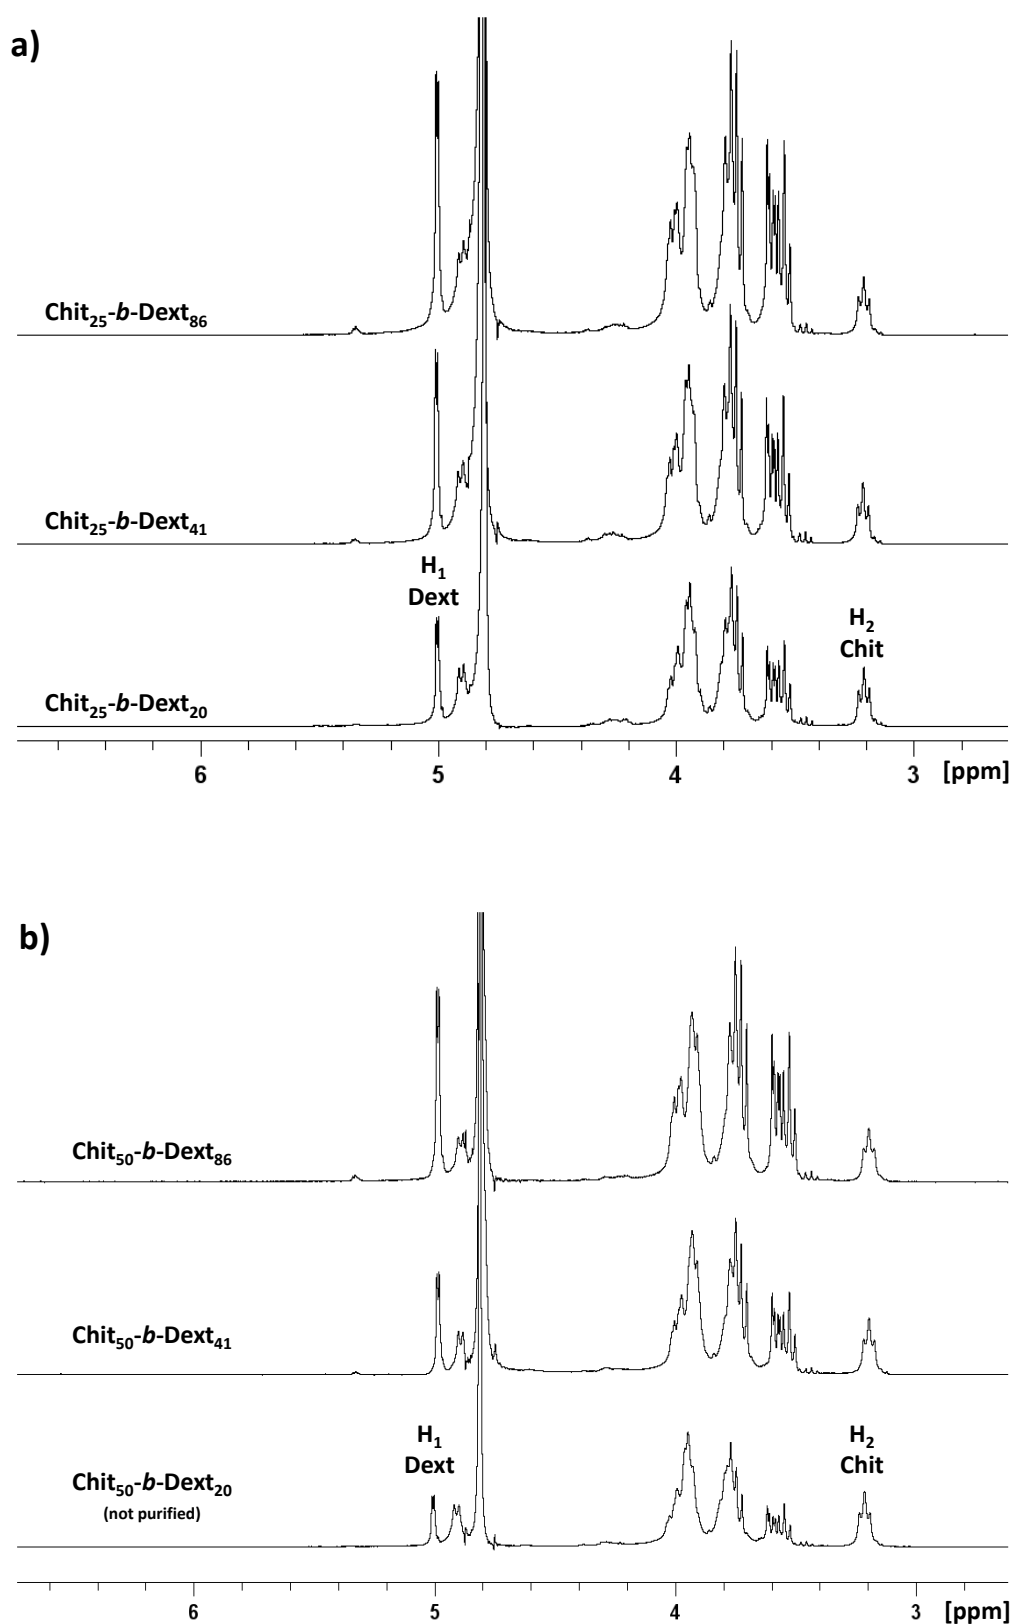 a)
Chit₂₅-b-Dext₈₆
Chit₂₅-b-Dext₄₁
H₁
Dext
H₂
Chit
Chit₂₅-b-Dext₂₀
6 5 4 3 [ppm]
b)
Chit₅₀-b-Dext₈₆
Chit₅₀-b-Dext₄₁
H₁
Dext
H₂
Chit
Chit₅₀-b-Dext₂₀
(not purified)
6 5 4 3 [ppm]